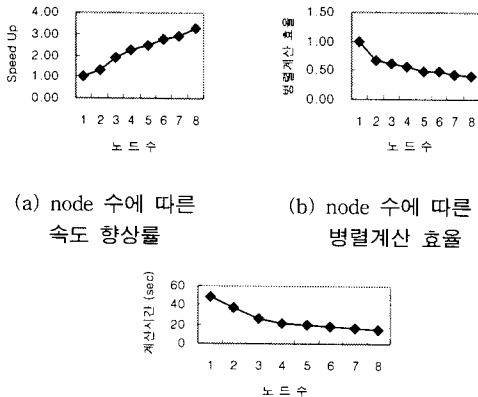 Speed Up
4.00
3.00
2.00
1.00
0.00
1 2 3 4 5 6 7 8
노드수
(a) node 수에 따른
속도 향상률
병렬계산 효율
1.50
1.00
0.50
0.00
1 2 3 4 5 6 7 8
노드수
(b) node 수에 따른
병렬계산 효율
계산시간 (sec)
60
40
20
0
1 2 3 4 5 6 7 8
노드수